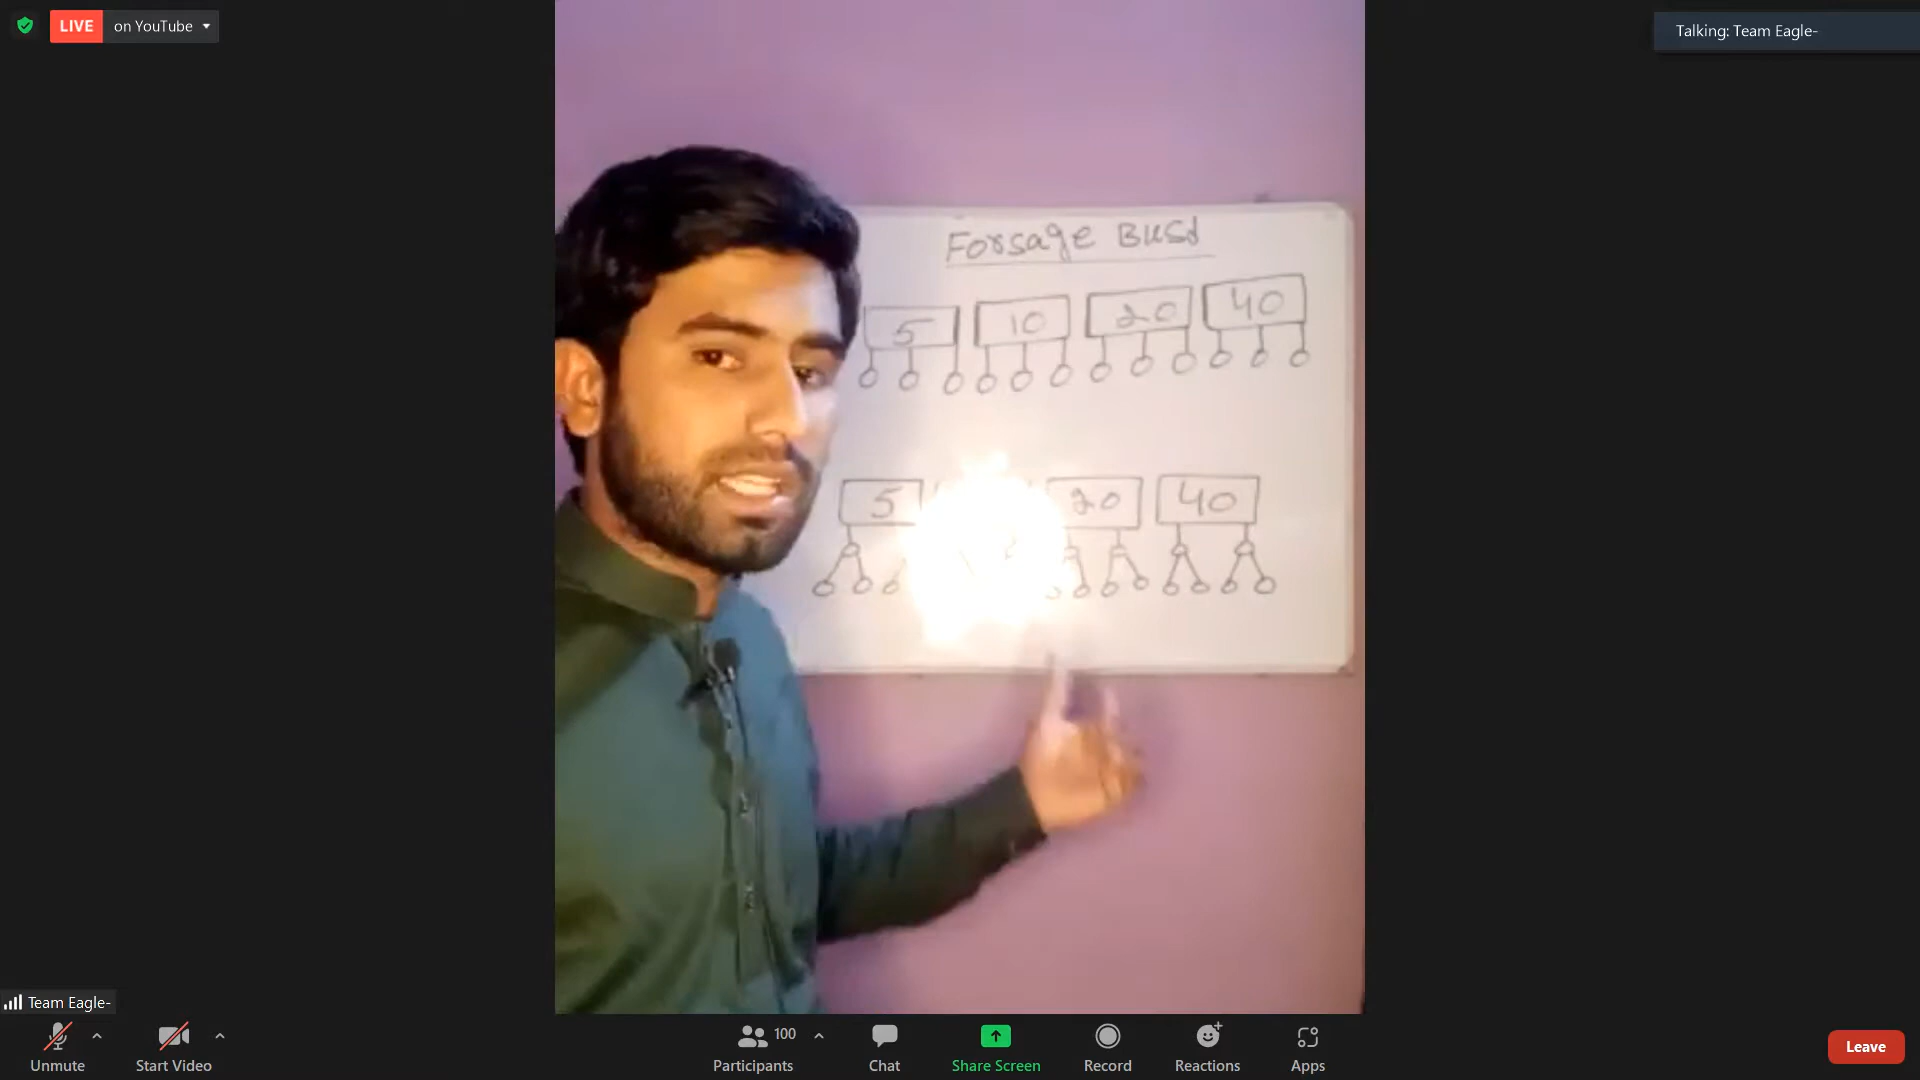 LIVE on YouTube
Talking: Team Eagle-
Forsage BUSd
5 10 20 40
5 20 40
Team Eagle-
Unmute
Start Video
100
Participants
Chat
Share Screen
Record
Reactions
Apps
Leave